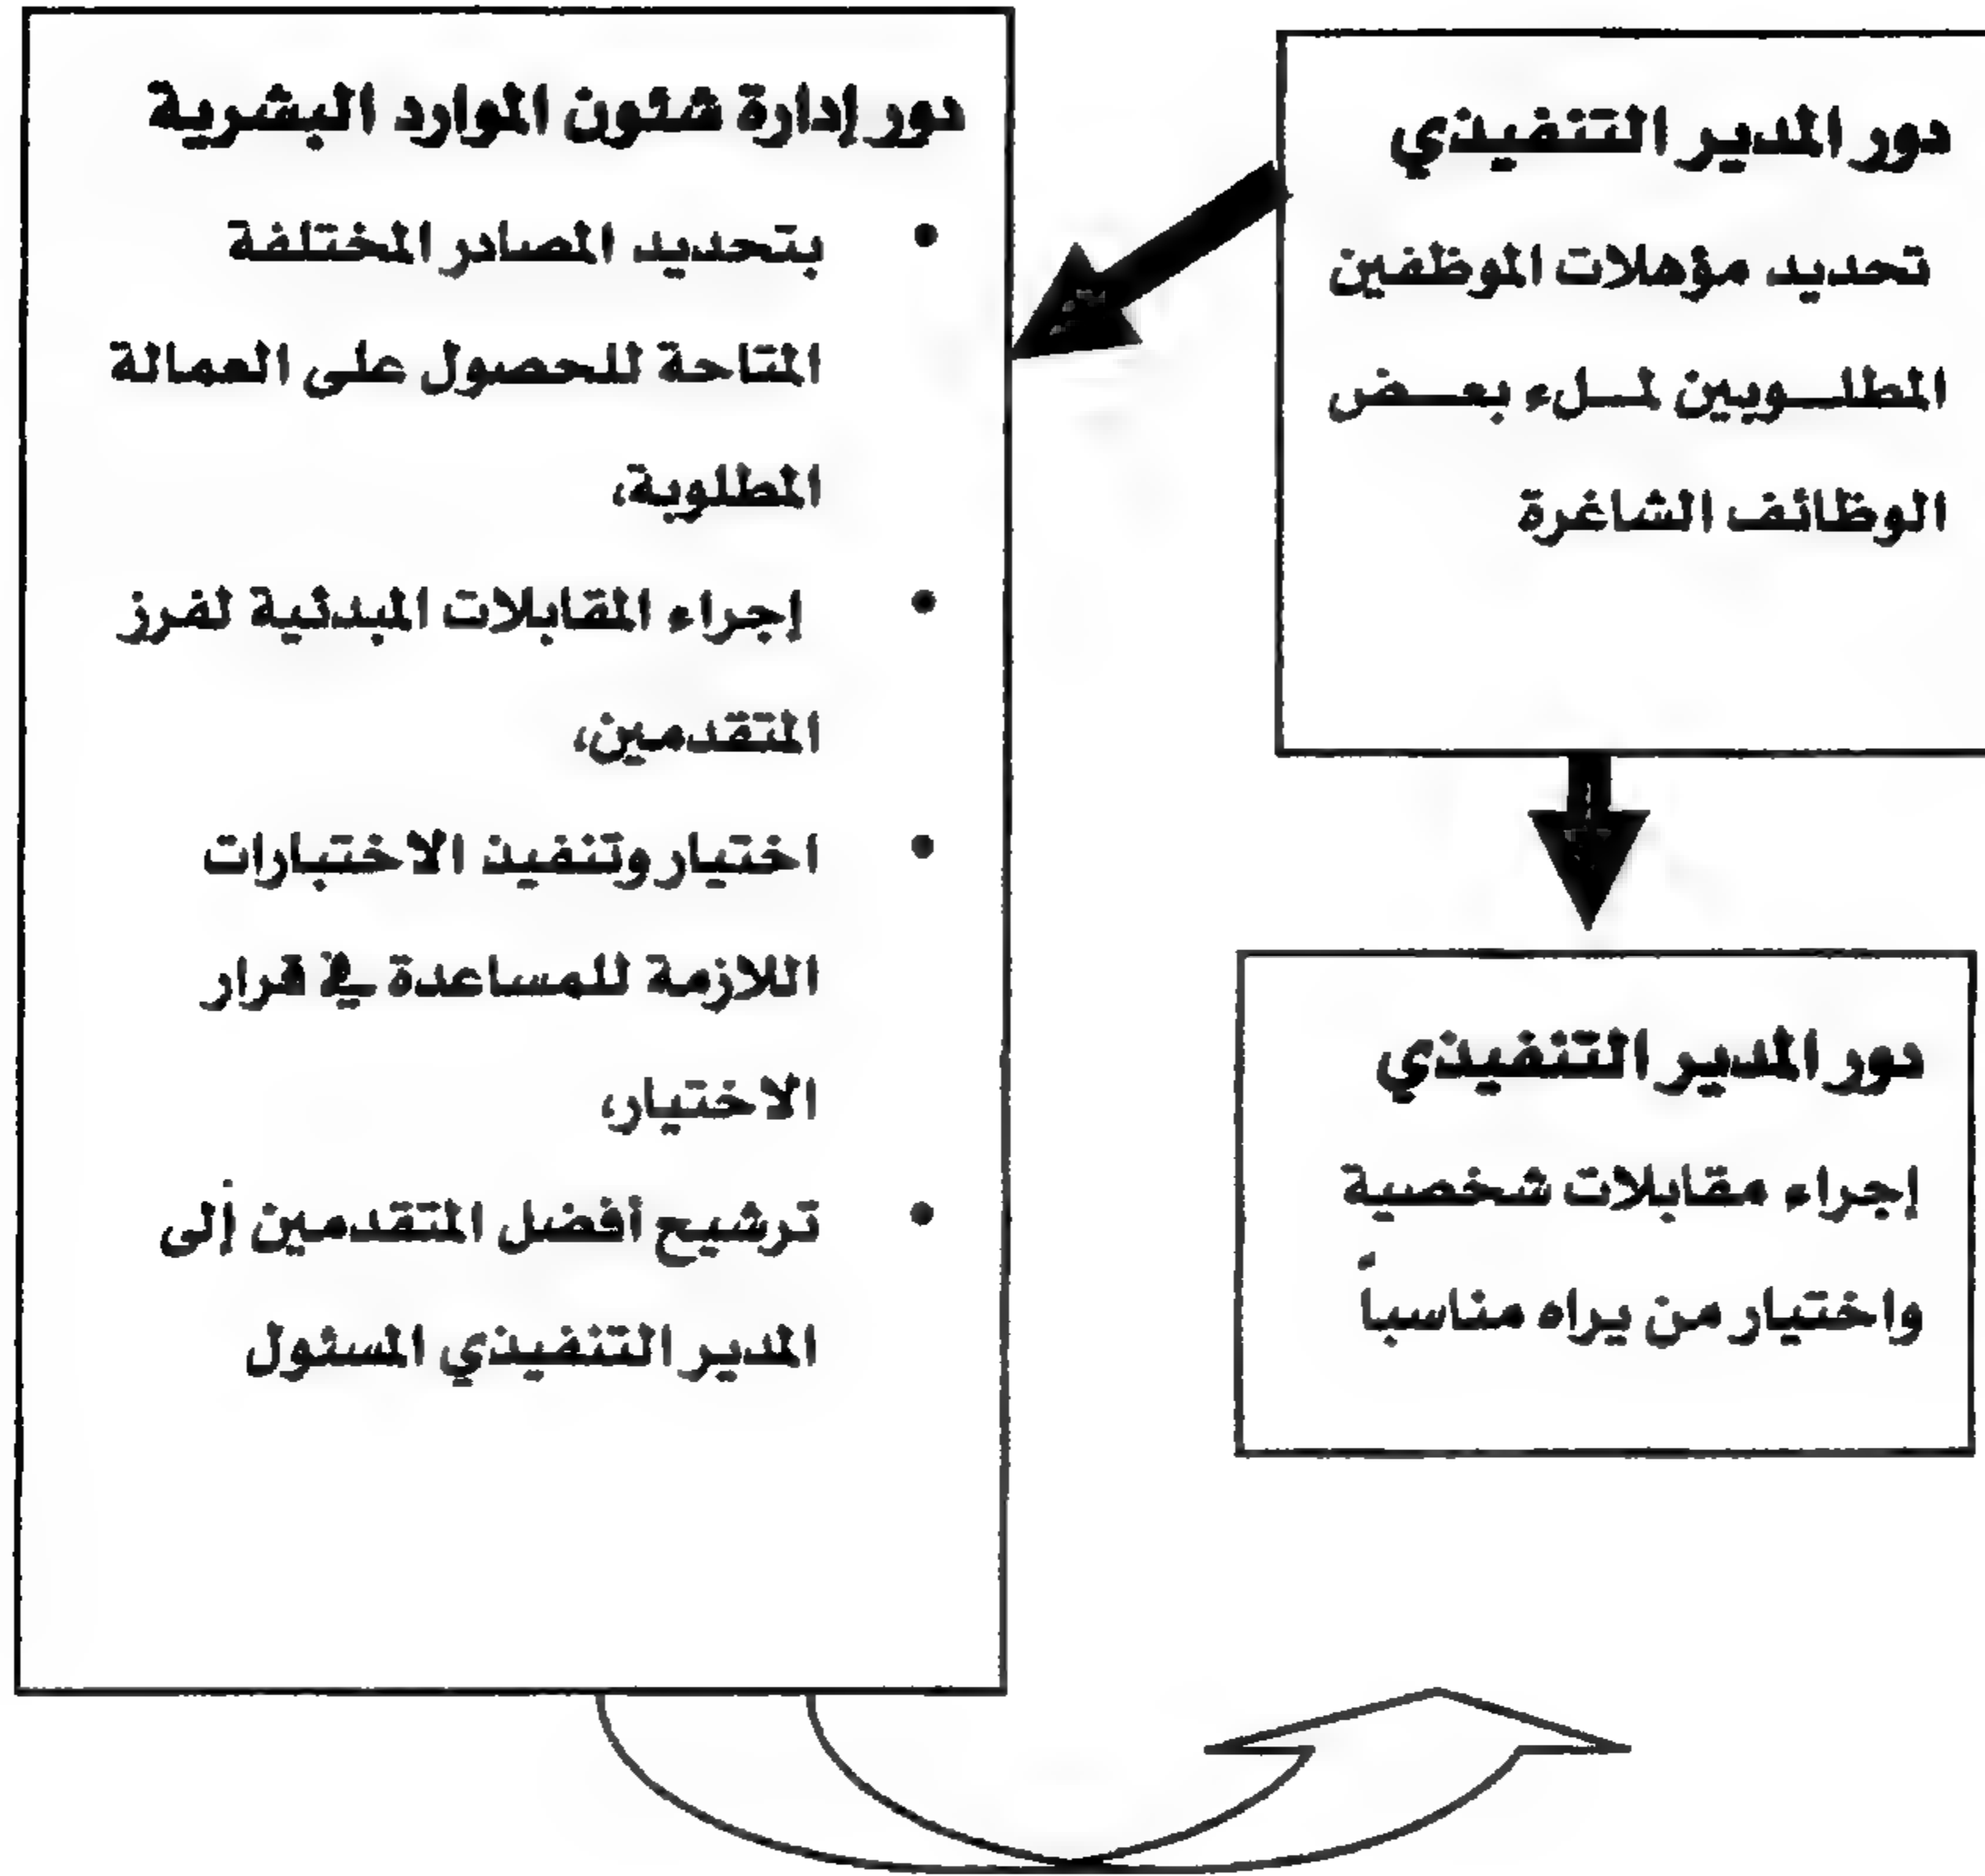 دور المدير التنفيذي
تحديد مؤهلات الموظفين
المطلوبين لملء بعض
الوظائف الشاغرة
دور إدارة شئون الموارد البشرية
• بتحديد المصادر المختلفة
المتاحة للحصول على العمالة
المطلوبة،
• إجراء المقابلات المبدئية لفرز
المتقدمين،
• اختيار وتنفيذ الاختبارات
اللازمة للمساعدة في قرار
الاختيار،
• ترشيح أفضل المتقدمين إلى
المدير التنفيذي المسئول
دور المدير التنفيذي
إجراء مقابلات شخصية
واختيار من يراه مناسباً